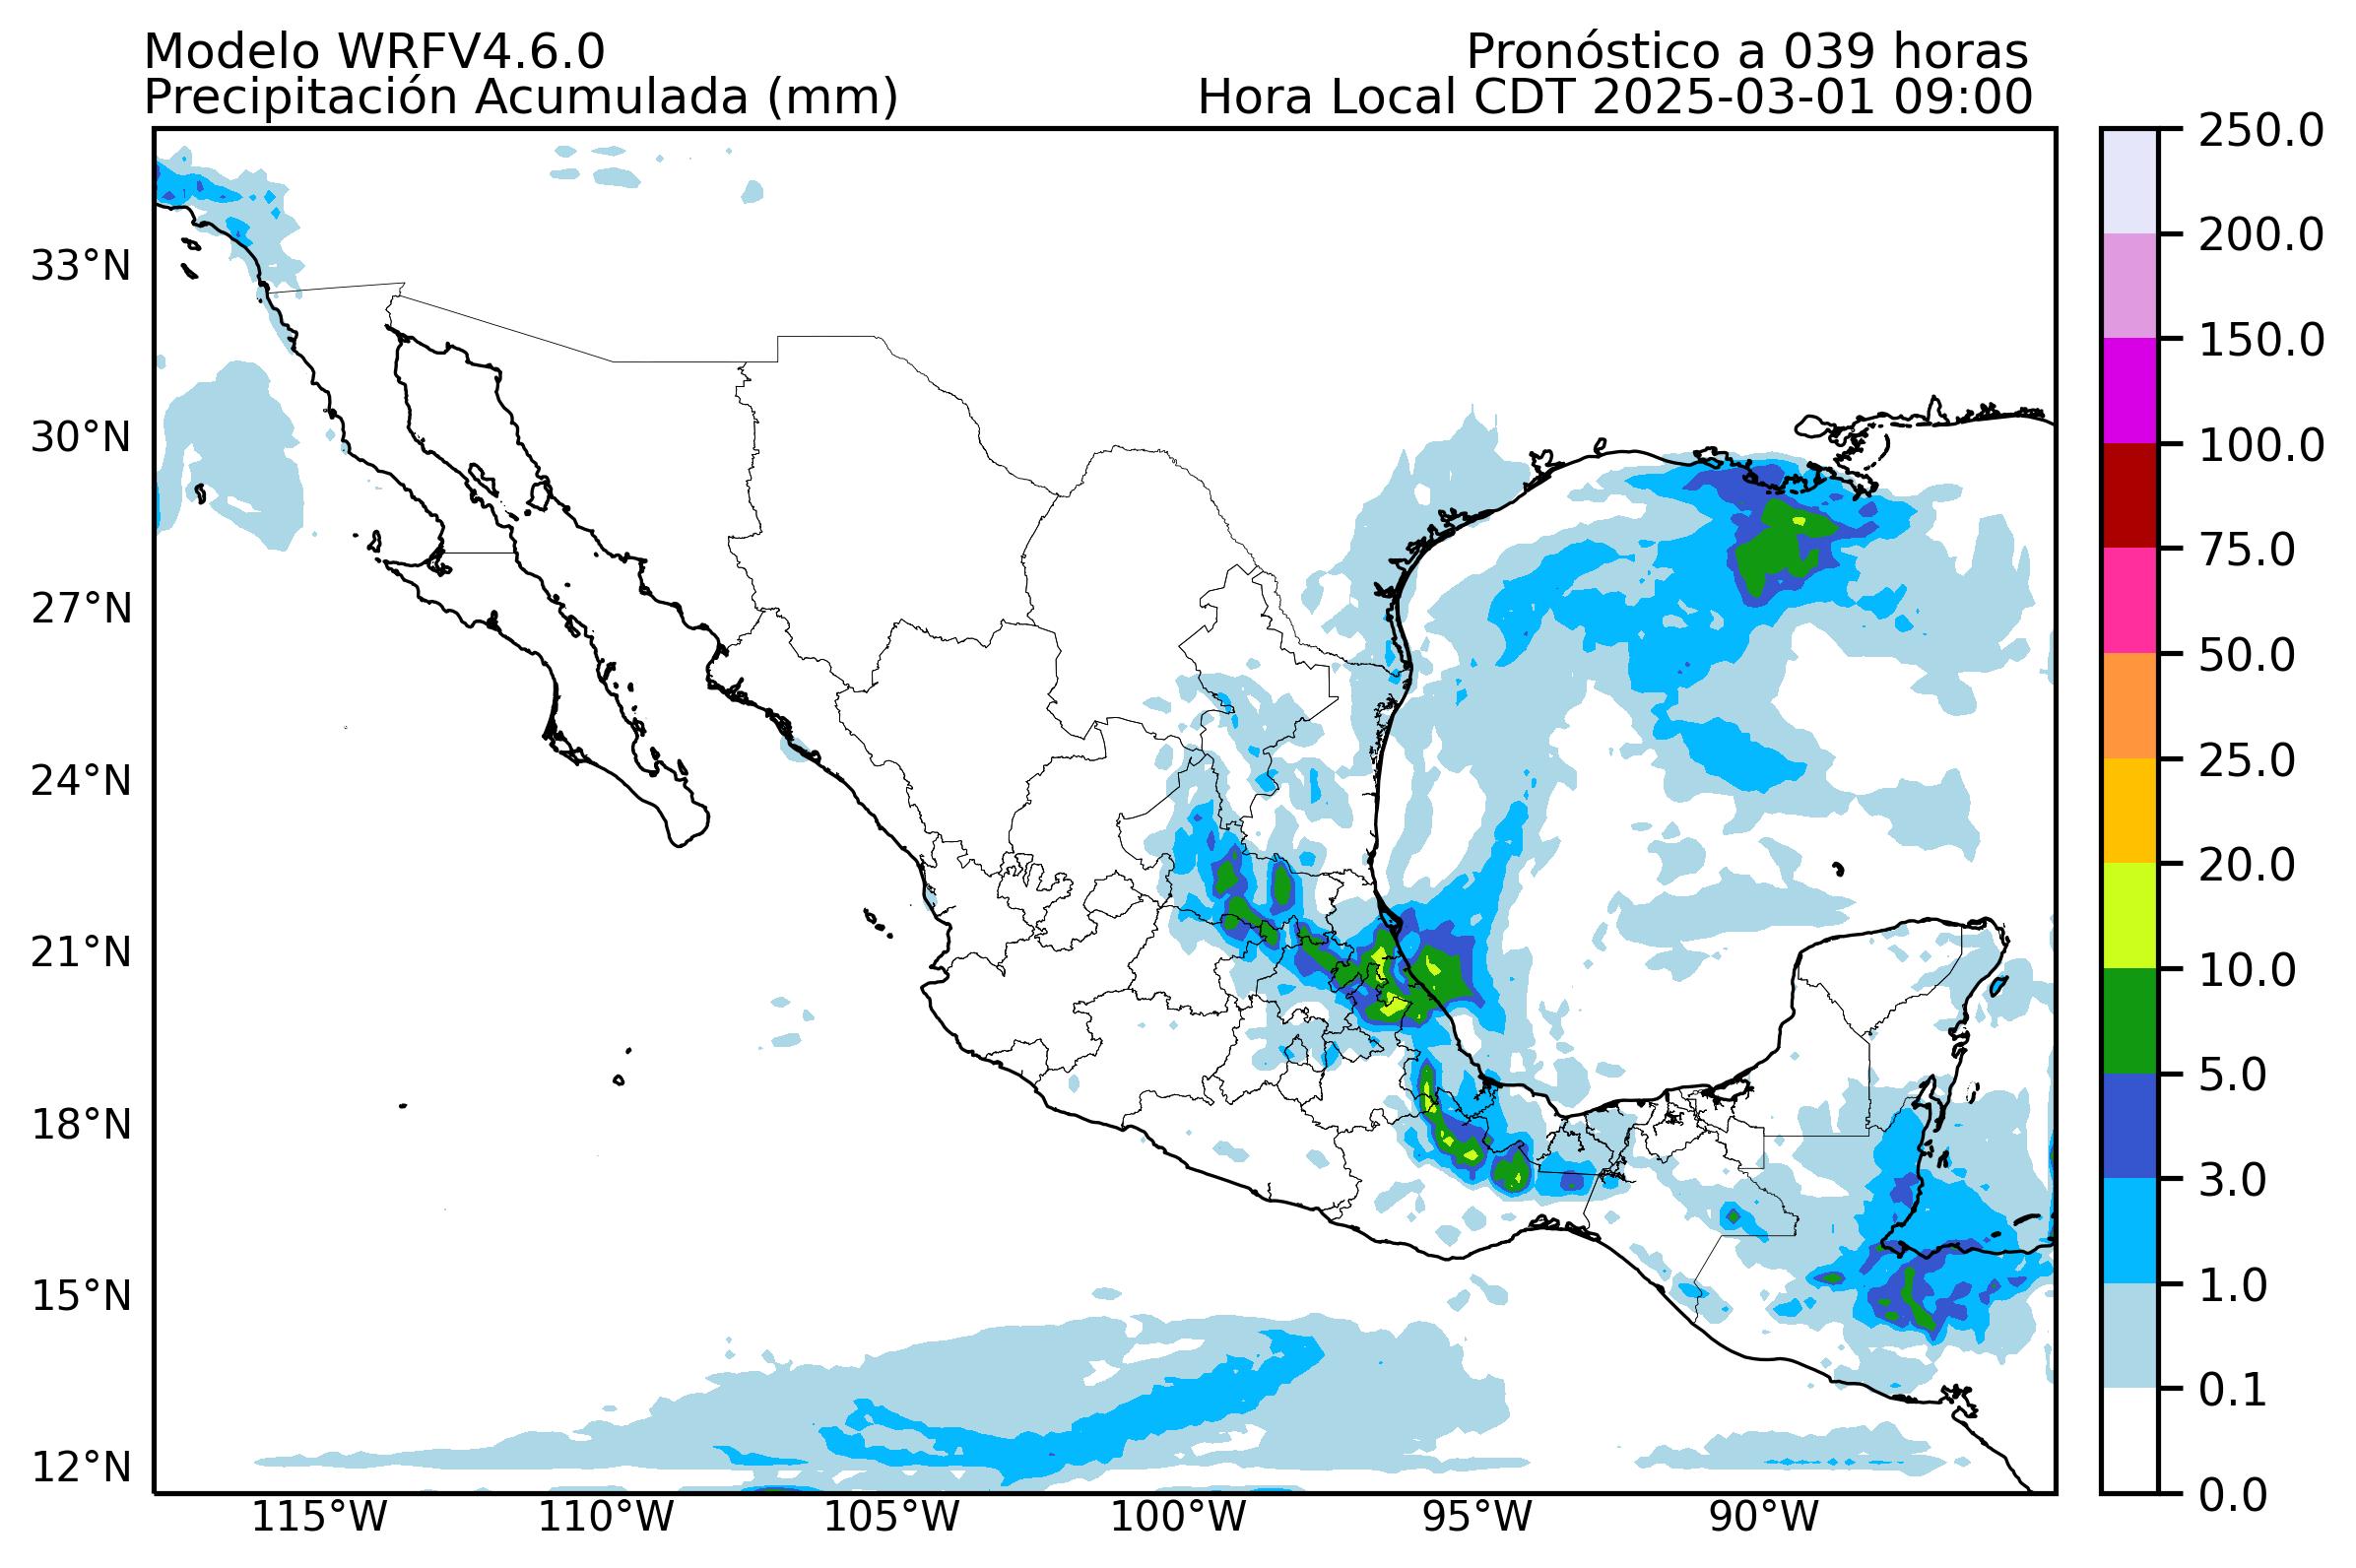 Modelo WRFV4.6.0
Pronóstico a 039 horas
Precipitación Acumulada (mm)
Hora Local CDT 2025-03-01 09:00
250.0
200.0
150.0
100.0
75.0
50.0
25.0
20.0
10.0
5.0
3.0
1.0
0.1
0.0
33°N
30°N
27°N
24°N
21°N
18°N
15°N
12°N
115°W
110°W
105°W
100°W
95°W
90°W